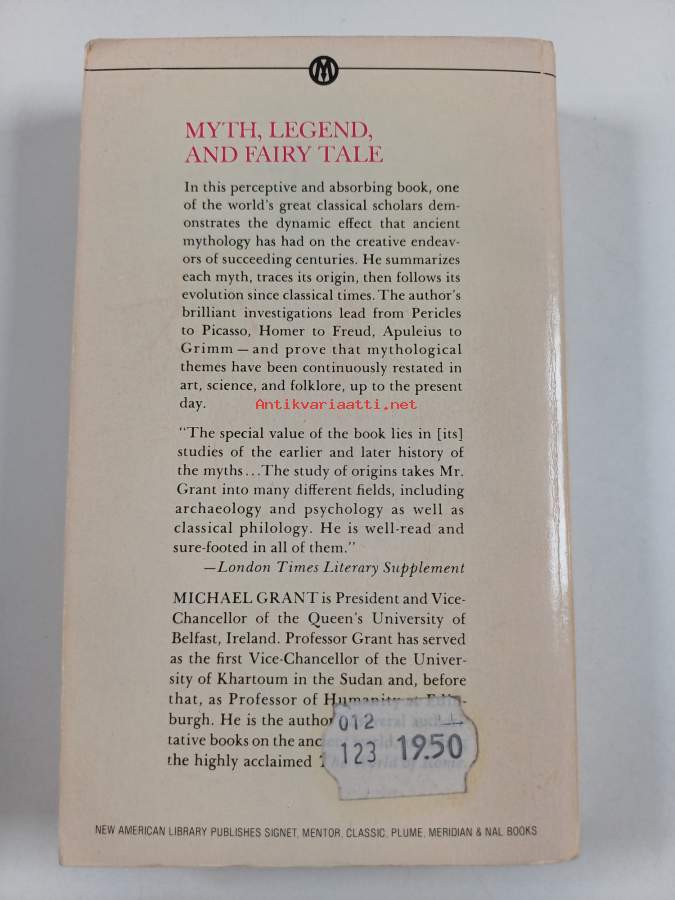 M
MYTH, LEGEND,
AND FAIRY TALE
In this perceptive and absorbing book, one
of the world's great classical scholars dem-
onstrates the dynamic effect that ancient
mythology has had on the creative endeav-
ors of succeeding centuries. He summarizes
each myth, traces its origin, then follows its
evolution since classical times. The author's
brilliant investigations lead from Pericles
to Picasso, Homer to Freud, Apuleius to
Grimm—and prove that mythological
themes have been continuously restated in
art, science, and folklore, up to the present
day.
Antikvariaatti.net
"The special value of the book lies in [its]
studies of the earlier and later history of
the myths...The study of origins takes Mr.
Grant into many different fields, including
archaeology and psychology as well as
classical philology. He is well-read and
sure-footed in all of them."
—London Times Literary Supplement
MICHAEL GRANT is President and Vice-
Chancellor of the Queen's University of
Belfast, Ireland. Professor Grant has served
as the first Vice-Chancellor of the Univer-
sity of Khartoum in the Sudan and, before
that, as Professor of Humanity at Edin-
burgh. He is the author
tative books on the
the highly acclaimed The World of Rome.
012
123 19.50
NEW AMERICAN LIBRARY PUBLISHES SIGNET, MENTOR, CLASSIC, PLUME, MERIDIAN & NAL BOOKS